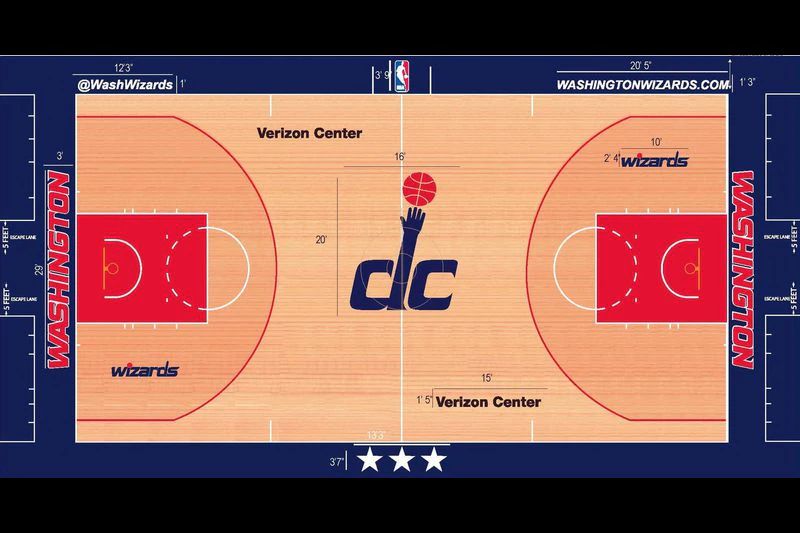 12'3"
@WashWizards
1'
3' 9"
20' 5"
WASHINGTONWIZARDS.COM
1' 3"
Verizon Center
16'
10'
2' 4"
wizards
3'
WASHINGTON
29'
20'
dc
WASHINGTON
5 FEET
ESCAPE LANE
5 FEET
ESCAPE LANE
ESCAPE LANE
5 FEET
ESCAPE LANE
5 FEET
wizards
15'
1' 5"
Verizon Center
13'3"
3'7"